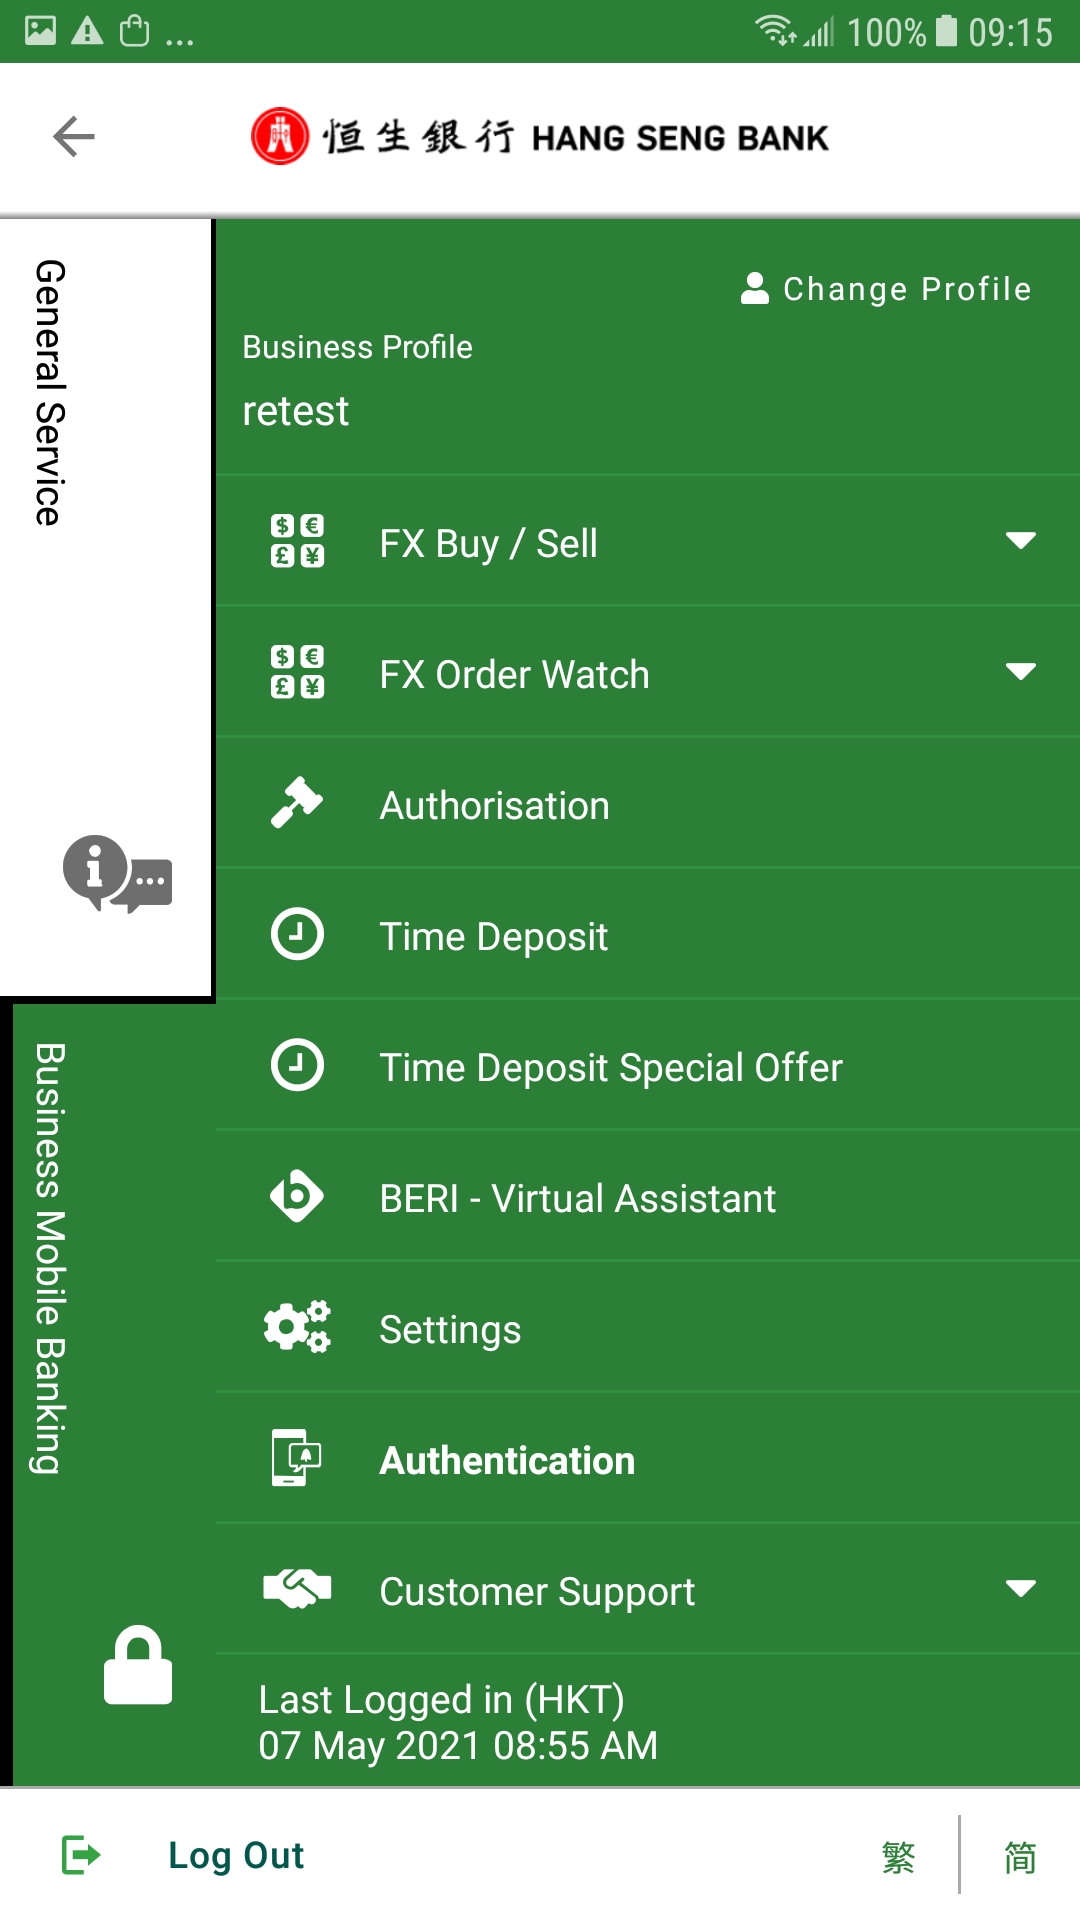 ... 100% 09:15
恒生銀行 HANG SENG BANK
General Service
Change Profile
Business Profile
retest
$ €
£ ¥
FX Buy / Sell
$ €
£ ¥
FX Order Watch
Authorisation
Time Deposit
Time Deposit Special Offer
Business Mobile Banking
b
BERI - Virtual Assistant
Settings
Authentication
Customer Support
Last Logged in (HKT)
07 May 2021 08:55 AM
Log Out
繁 | 简